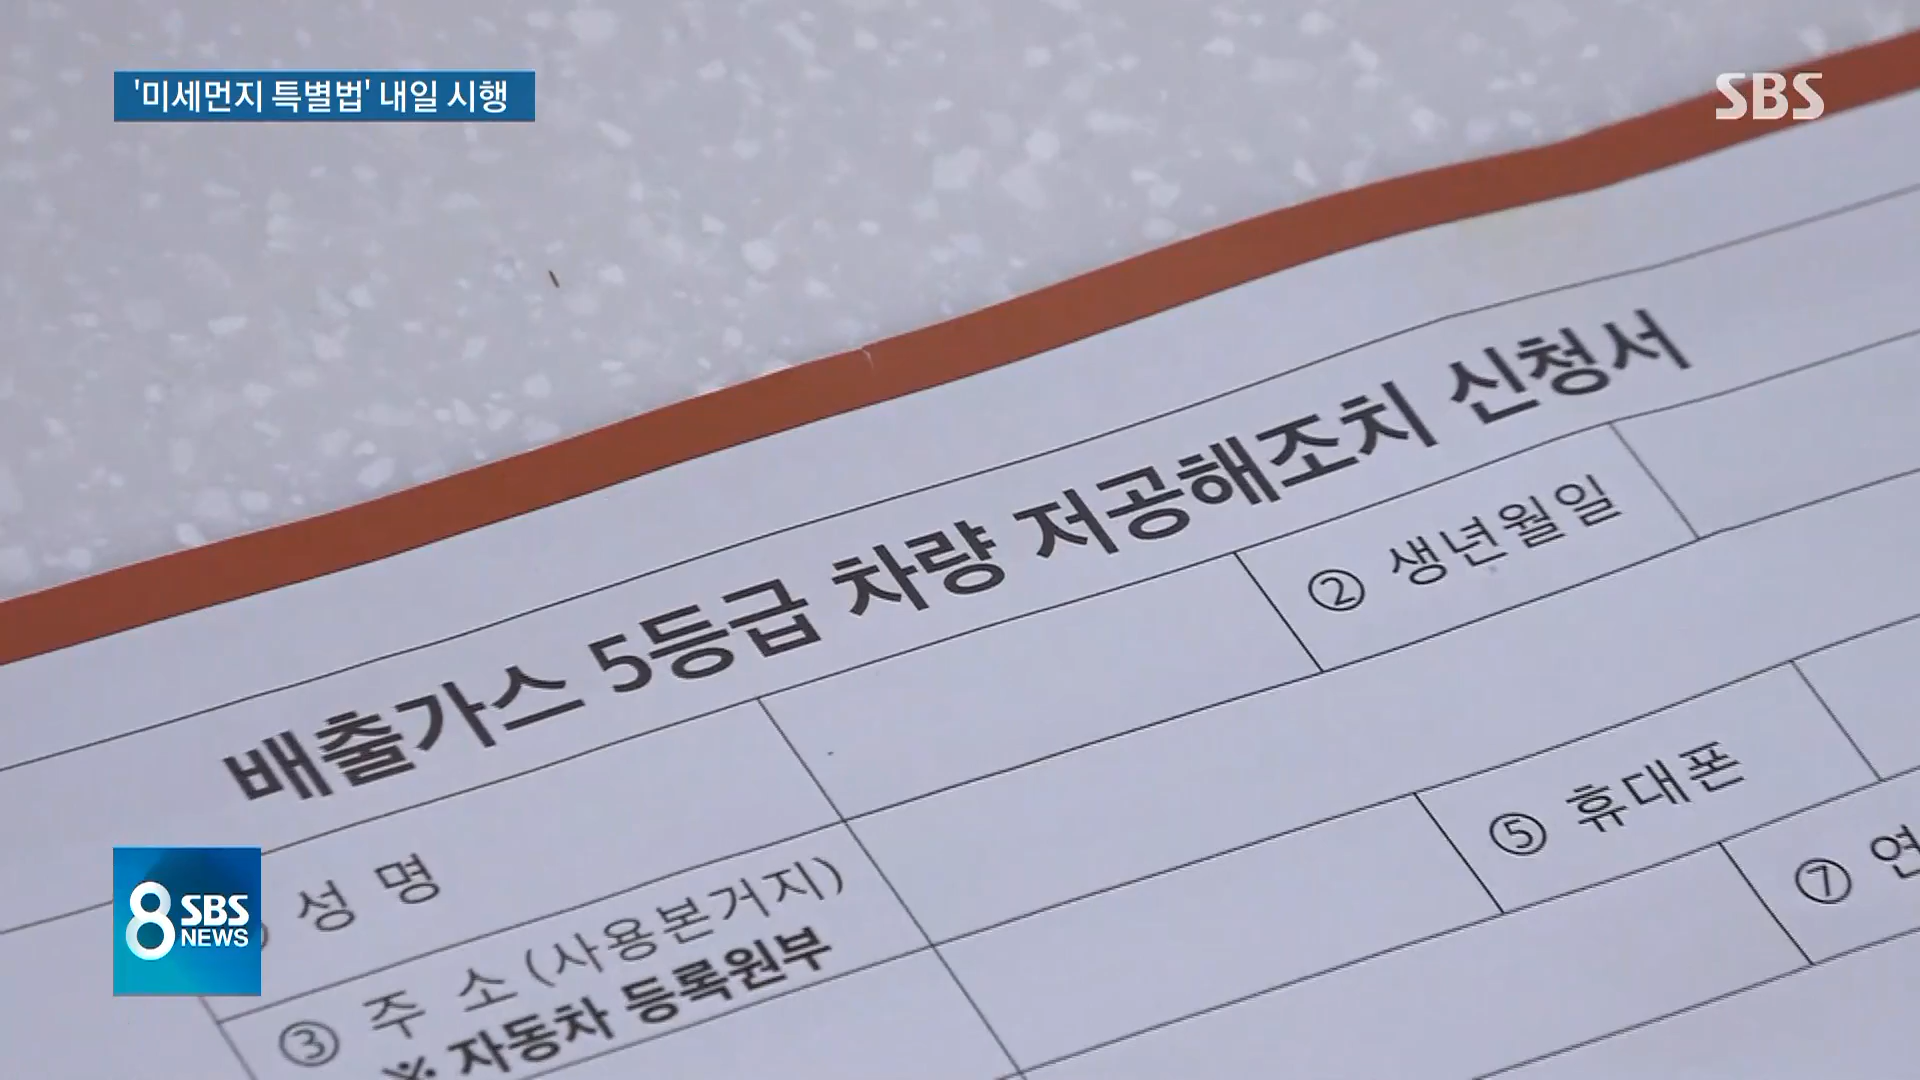 '미세먼지 특별법' 내일 시행
SBS
배출가스 5등급 차량 저공해조치 신청서
② 생년월일
성 명
⑤ 휴대폰
③ 주 소 (사용본거지)
※ 자동차 등록원부
⑦ 연
8 SBS
NEWS